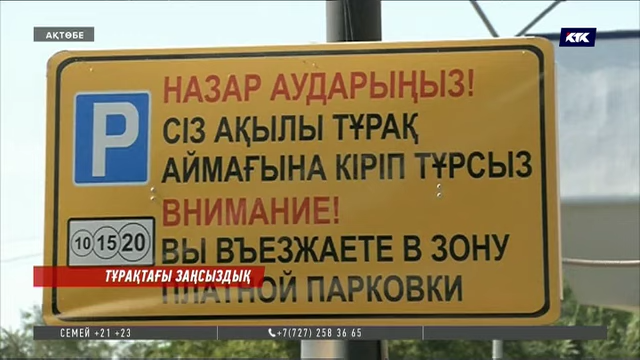 АҚТӨБЕ
КТК
P
НАЗАР АУДАРЫҢЫЗ!
СІЗ АҚЫЛЫ ТҰРАҚ
АЙМАҒЫНА КІРІП ТҰРСЫЗ
ВНИМАНИЕ!
10 15 20
ВЫ ВЪЕЗЖАЕТЕ В ЗОНУ
ПЛАТНОЙ ПАРКОВКИ
ТҰРАҚТАҒЫ ЗАҢСЫЗДЫҚ
СЕМЕЙ +21 +23
+7(727) 258 36 65